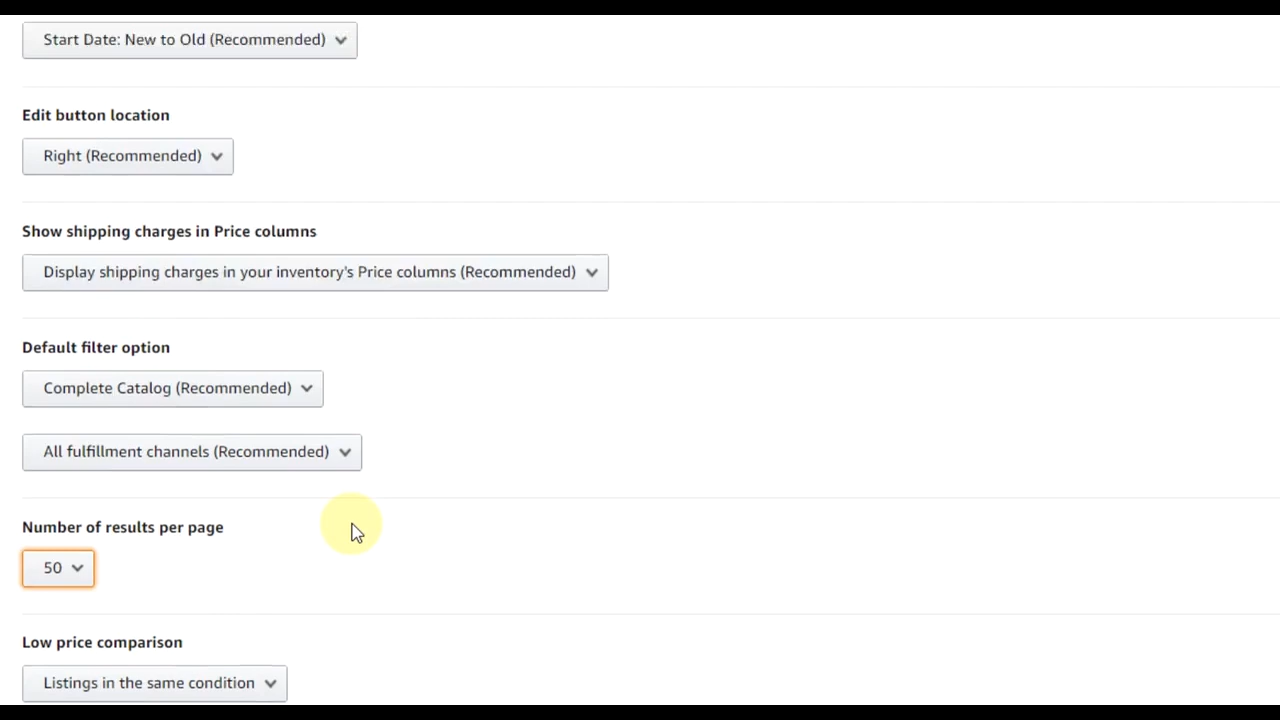 Start Date: New to Old (Recommended)
Edit button location
Right (Recommended)
Show shipping charges in Price columns
Display shipping charges in your inventory's Price columns (Recommended)
Default filter option
Complete Catalog (Recommended)
All fulfillment channels (Recommended)
Number of results per page
50
Low price comparison
Listings in the same condition